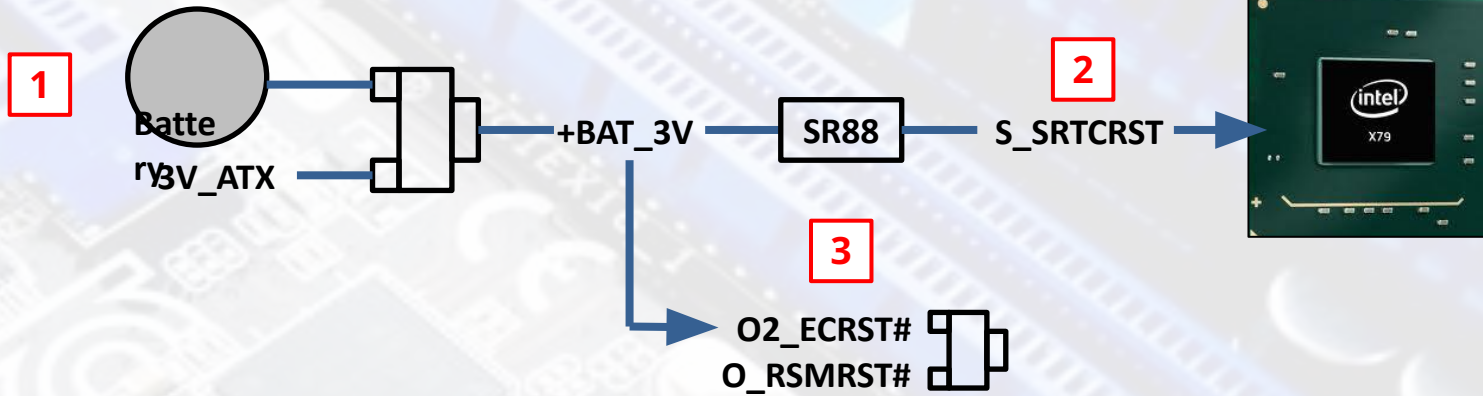 1
Batte
ry
3V_ATX
+BAT_3V
SR88
2
S_SRTCRST
intel
X79
3
O2_ECRST#
O_RSMRST#